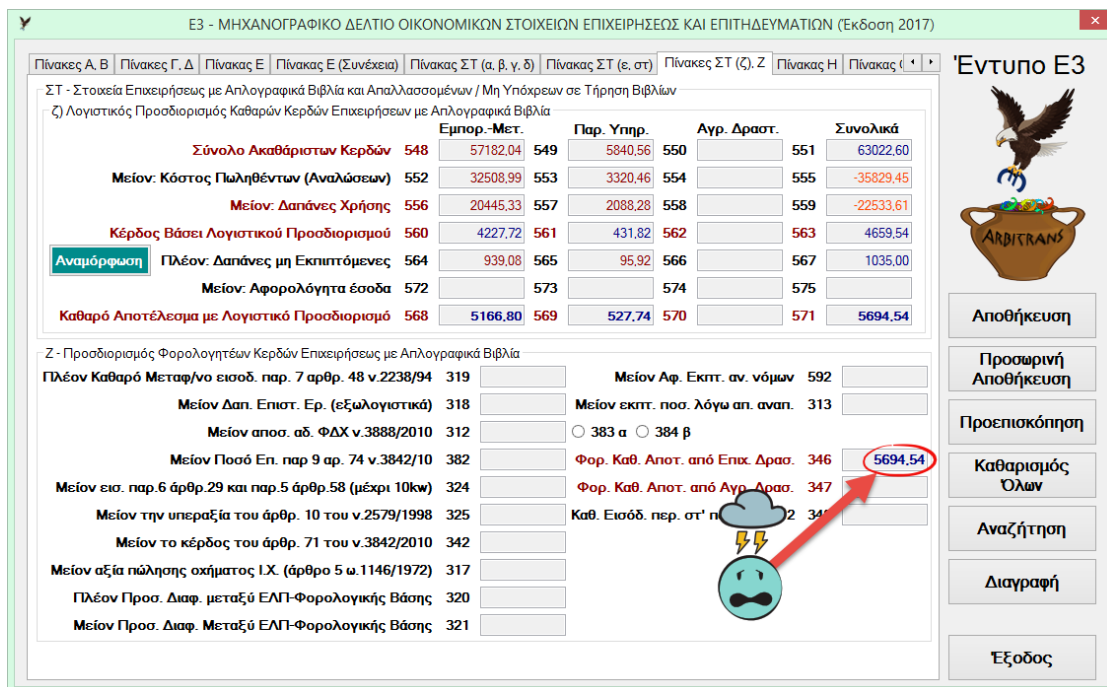 Ε3 - ΜΗΧΑΝΟΓΡΑΦΙΚΟ ΔΕΛΤΙΟ ΟΙΚΟΝΟΜΙΚΩΝ ΣΤΟΙΧΕΙΩΝ ΕΠΙΧΕΙΡΗΣΕΩΣ ΚΑΙ ΕΠΙΤΗΔΕΥΜΑΤΙΩΝ (Έκδοση 2017)
Πίνακες Α, Β Πίνακες Γ, Δ Πίνακας Ε Πίνακας Ε (Συνέχεια) Πίνακας ΣΤ (α, β, γ, δ) Πίνακας ΣΤ (ε, στ) Πίνακες ΣΤ (ζ), Ζ Πίνακας Η Πίνακας
Έντυπο Ε3
ΣΤ - Στοιχεία Επιχειρήσεως με Απλογραφικά Βιβλία και Απαλλασσομένων / Μη Υπόχρεων σε Τήρηση Βιβλίων
ζ) Λογιστικός Προσδιορισμός Καθαρών Κερδών Επιχειρήσεων με Απλογραφικά Βιβλία
Εμπορ.-Μετ. Παρ. Υπηρ. Αγρ. Δραστ. Συνολικά
Σύνολο Ακαθάριστων Κερδών 548 57182,04 549 5840,56 550 551 63022,60
Μείον: Κόστος Πωληθέντων (Αναλώσεων) 552 32508,99 553 3320,46 554 555 -35829,45
Μείον: Δαπάνες Χρήσης 556 20445,33 557 2088,28 558 559 -22533,61
Κέρδος Βάσει Λογιστικού Προσδιορισμού 560 4227,72 561 431,82 562 563 4659,54
Αναμόρφωση Πλέον: Δαπάνες μη Εκπιπτόμενες 564 939,08 565 95,92 566 567 1035,00
Μείον: Αφορολόγητα έσοδα 572 573 574 575
Καθαρό Αποτέλεσμα με Λογιστικό Προσδιορισμό 568 5166,80 569 527,74 570 571 5694,54
Ζ - Προσδιορισμός Φορολογητέων Κερδών Επιχειρήσεως με Απλογραφικά Βιβλία
Πλέον Καθαρό Μεταφ/νο εισοδ. παρ. 7 αρθρ. 48 ν.2238/94 319 Μείον Αφ. Εκπτ. αν. νόμων 592
Μείον Δαπ. Επιστ. Ερ. (εξωλογιστικά) 318 Μείον εκπτ. ποσ. λόγω απ. αναπ. 313
Μείον αποσ. αδ. ΦΔΧ ν.3888/2010 312 383 α 384 β
Μείον Ποσό Επ. παρ 9 αρ. 74 ν.3842/10 382 Φορ. Καθ. Αποτ. από Επιχ. Δρασ. 346 5694,54
Μείον εισ. παρ.6 άρθρ.29 και παρ.5 άρθρ.58 (μέχρι 10kw) 324 Φορ. Καθ. Αποτ. από Αγρ. Δρασ. 347
Μείον την υπεραξία του άρθρ. 10 του ν.2579/1998 325 Καθ. Εισόδ. περ. στ'
Μείον το κέρδος του άρθρ. 71 του ν.3842/2010 342
Μείον αξία πώλησης οχήματος Ι.Χ. (άρθρο 5 ω.1146/1972) 317
Πλέον Προσ. Διαφ. μεταξύ ΕΛΠ-Φορολογικής Βάσης 320
Μείον Προσ. Διαφ. Μεταξύ ΕΛΠ-Φορολογικής Βάσης 321
ARBITRANS
Αποθήκευση
Προσωρινή
Αποθήκευση
Προεπισκόπηση
Καθαρισμός
Όλων
Αναζήτηση
Διαγραφή
Έξοδος